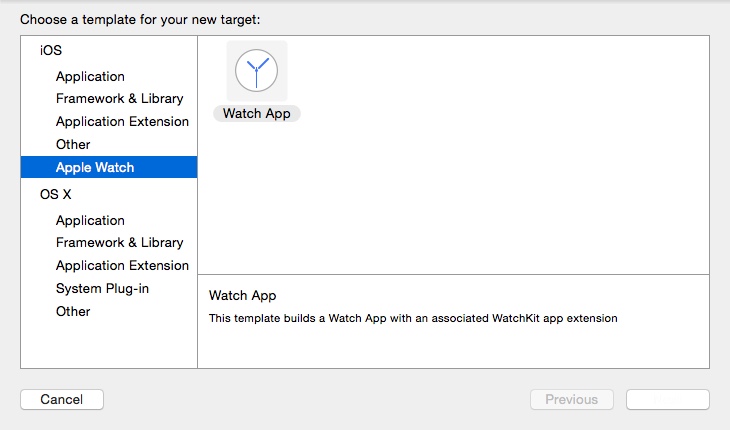 Choose a template for your new target:
iOS
Application
Framework & Library
Application Extension
Other
Apple Watch
OS X
Application
Framework & Library
Application Extension
System Plug-in
Other
Watch App
Watch App
This template builds a Watch App with an associated WatchKit app extension
Cancel
Previous